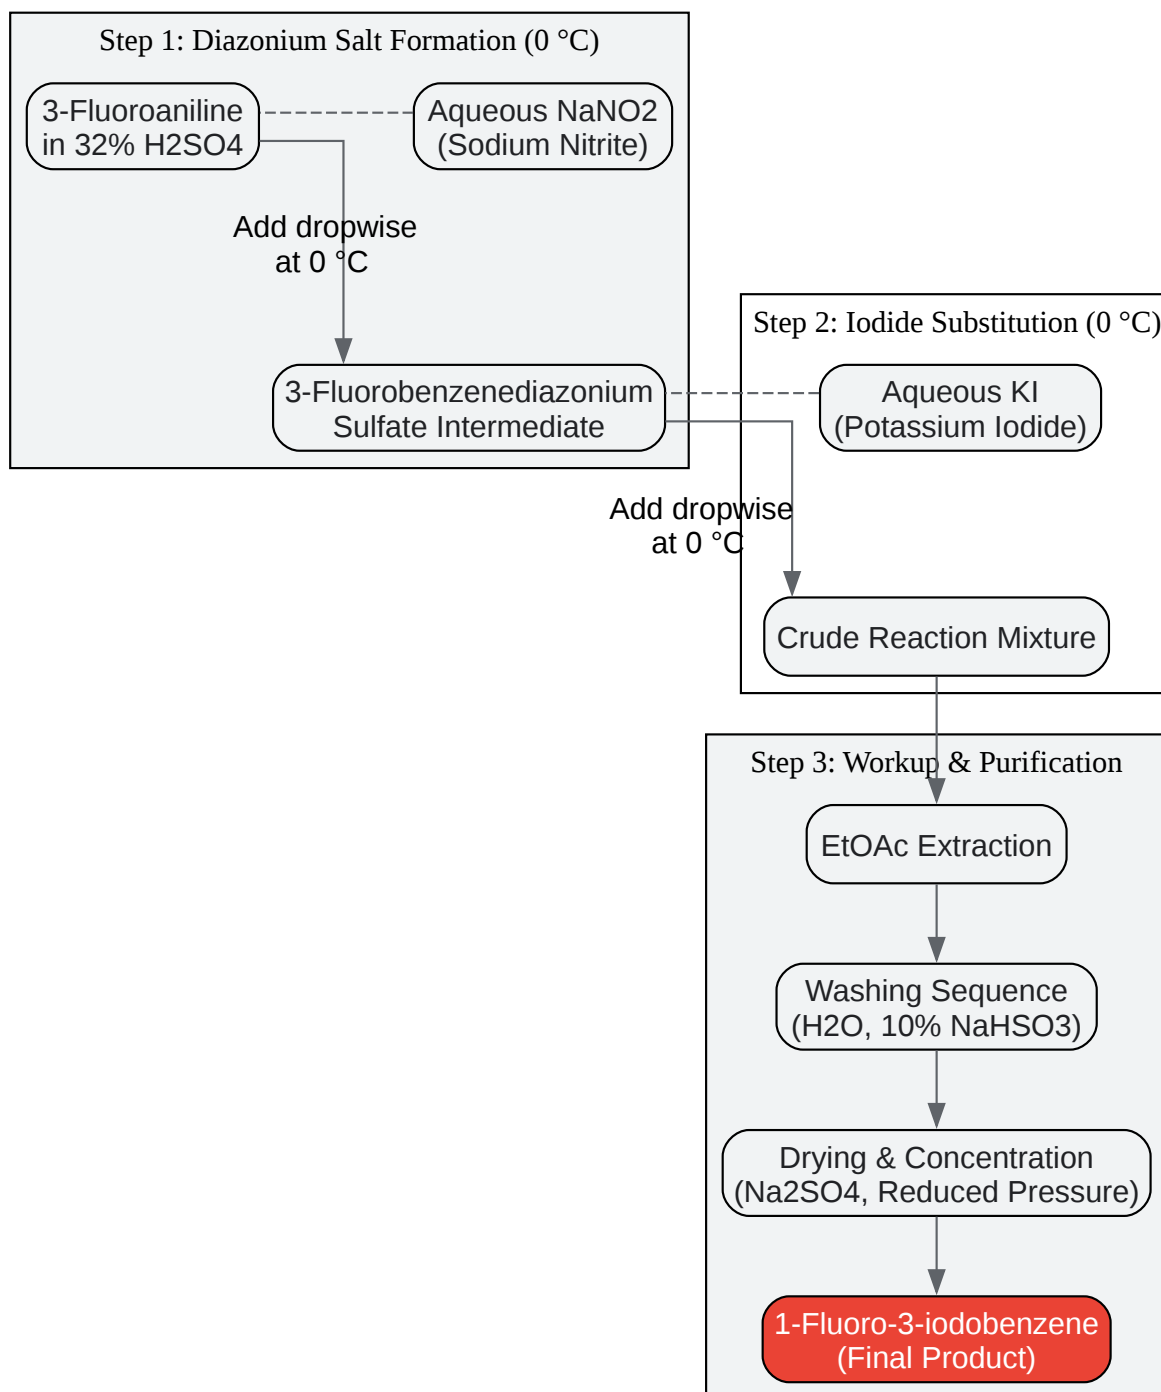 Step 1: Diazonium Salt Formation (0 °C)
3-Fluoroaniline
in 32% H2SO4
Aqueous NaNO2
(Sodium Nitrite)
Add dropwise
at 0 °C
3-Fluorobenzenediazonium
Sulfate Intermediate
Step 2: Iodide Substitution (0 °C)
Aqueous KI
(Potassium Iodide)
Add dropwise
at 0 °C
Crude Reaction Mixture
Step 3: Workup & Purification
EtOAc Extraction
Washing Sequence
(H2O, 10% NaHSO3)
Drying & Concentration
(Na2SO4, Reduced Pressure)
1-Fluoro-3-iodobenzene
(Final Product)